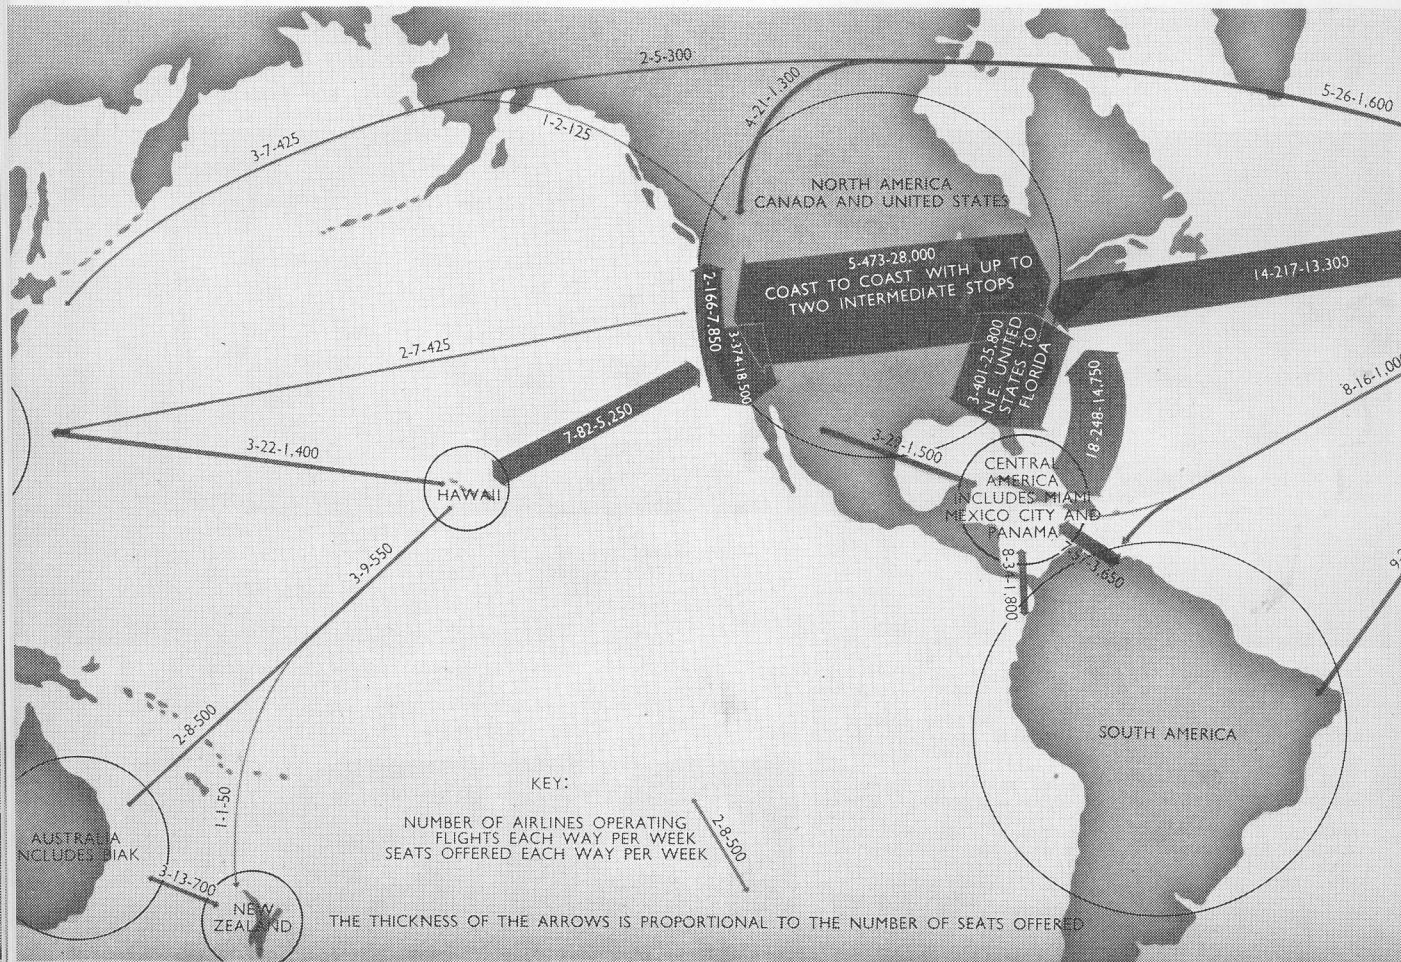 2-5-300
4-21-1,300
5-26-1,600
1-2-125
3-7-425
NORTH AMERICA
CANADA AND UNITED STATES
5-473-28,000
COAST TO COAST WITH UP TO
TWO INTERMEDIATE STOPS
14-217-13,300
2-166-7,850
3-374-18,500
3-401-25,800
N.E. UNITED
STATES TO
FLORIDA
2-7-425
18-248-14,750
8-16-1,000
7-82-5,250
3-22-1,400
HAWAII
CENTRAL
AMERICA
INCLUDES MIAMI
MEXICO CITY AND
PANAMA
3-9-550
8-34-1,800
SOUTH AMERICA
2-8-500
1-1-50
KEY:
NUMBER OF AIRLINES OPERATING
FLIGHTS EACH WAY PER WEEK
SEATS OFFERED EACH WAY PER WEEK
2-8-500
AUSTRALIA
NCLUDES BIAK
3-13-700
NEW
ZEALAND
THE THICKNESS OF THE ARROWS IS PROPORTIONAL TO THE NUMBER OF SEATS OFFERED